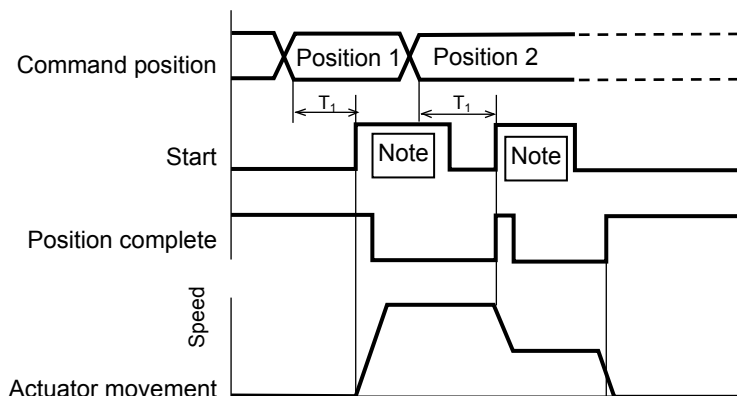 Command position
Position 1
Position 2
T₁
T₁
Start
Note
Note
Position complete
Speed
Actuator movement